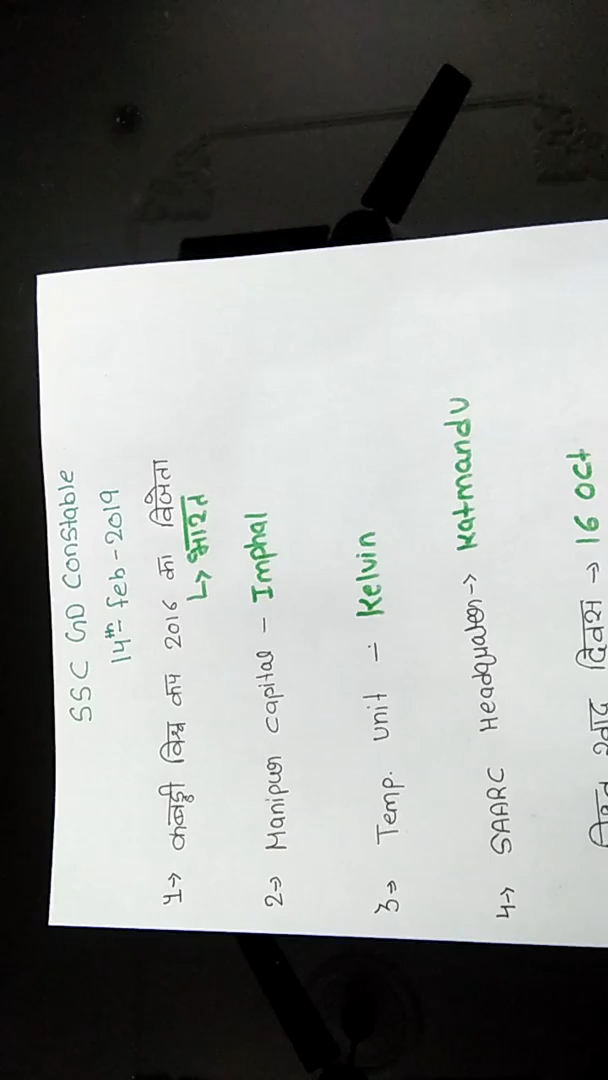 SSC GD Constable
14th feb - 2019
1→ कबड्डी विश्व कप 2016 का विजेता
↳ भारत
2→ Manipur Capital - Imphal
3→ Temp. Unit - Kelvin
4→ SAARC Headquater → Katmandu
विश्व खाद्द दिवस → 16 Oct